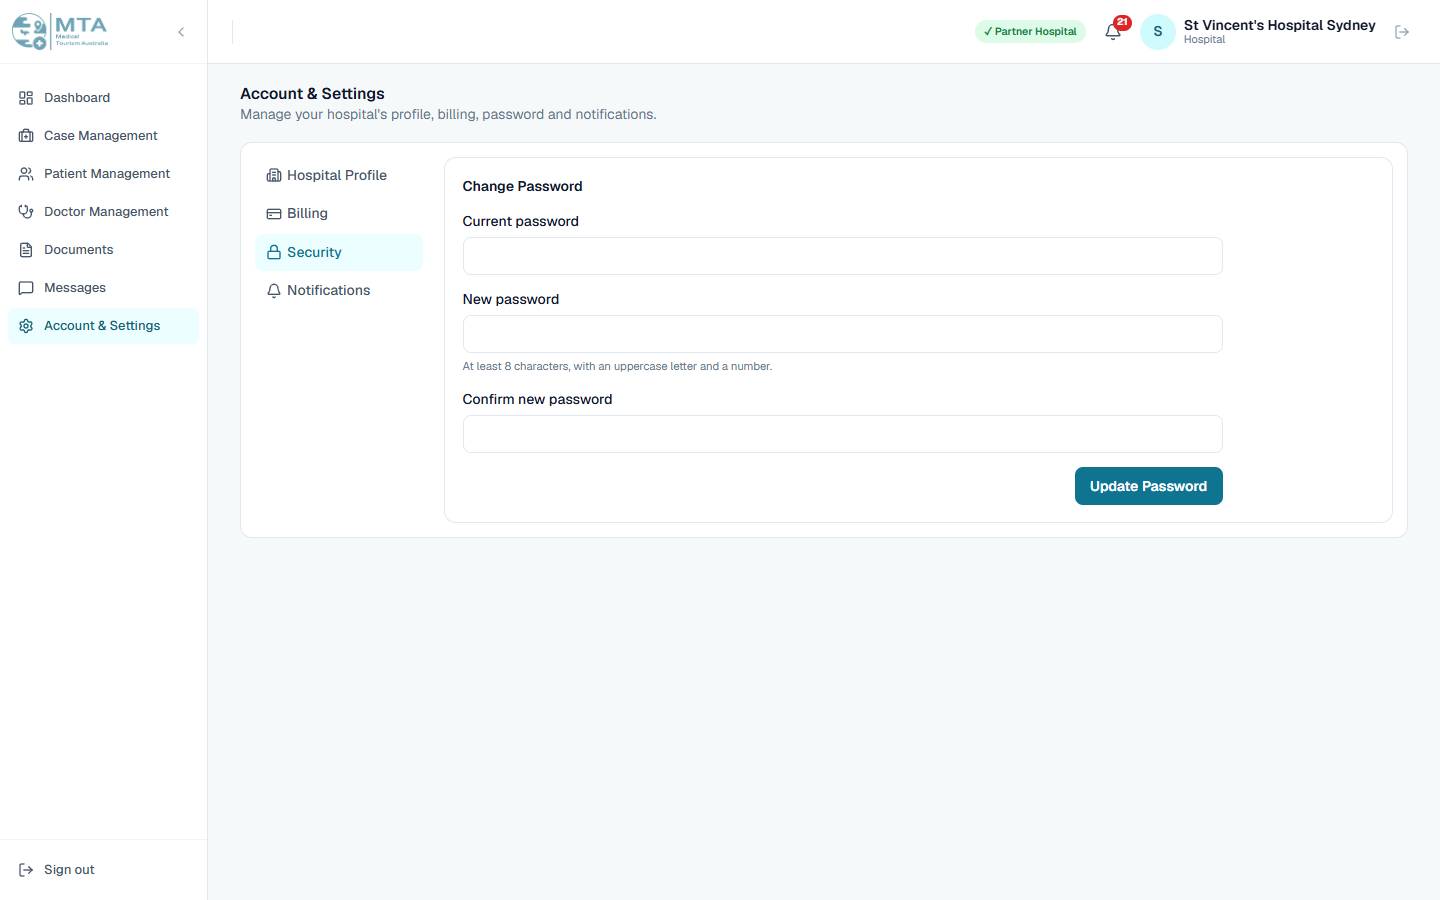 MTA
Medical
Tourism Australia
✓ Partner Hospital
21
S
St Vincent's Hospital Sydney
Hospital
Dashboard
Case Management
Patient Management
Doctor Management
Documents
Messages
Account & Settings
Sign out
Account & Settings
Manage your hospital's profile, billing, password and notifications.
Hospital Profile
Billing
Security
Notifications
Change Password
Current password
New password
At least 8 characters, with an uppercase letter and a number.
Confirm new password
Update Password